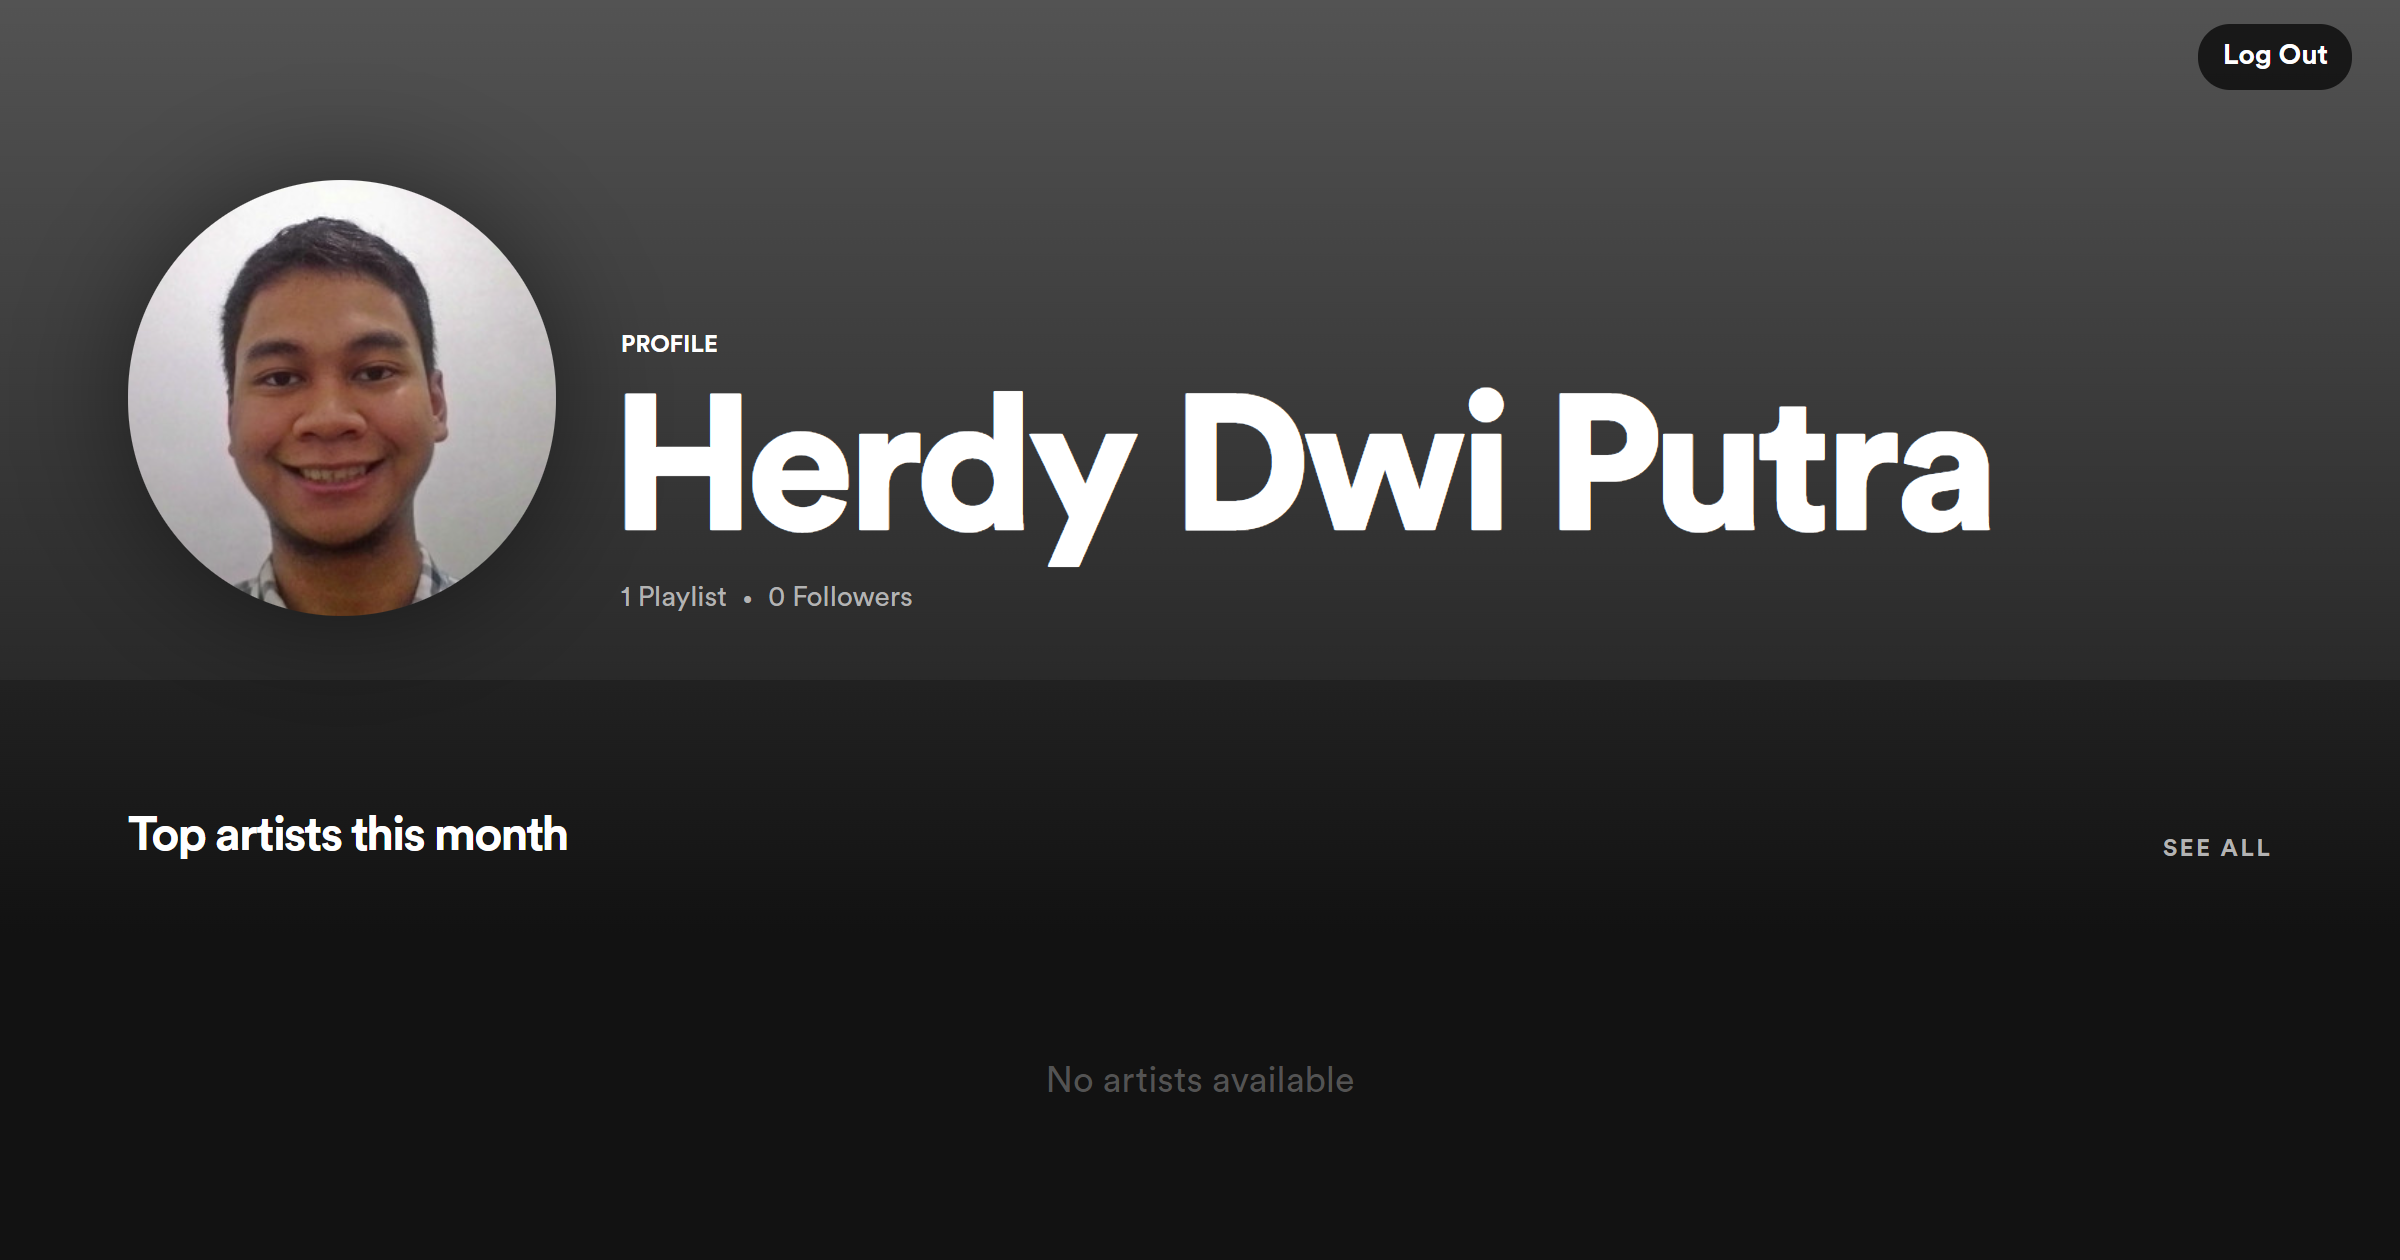 Log Out
PROFILE
Herdy Dwi Putra
1 Playlist • 0 Followers
Top artists this month
SEE ALL
No artists available